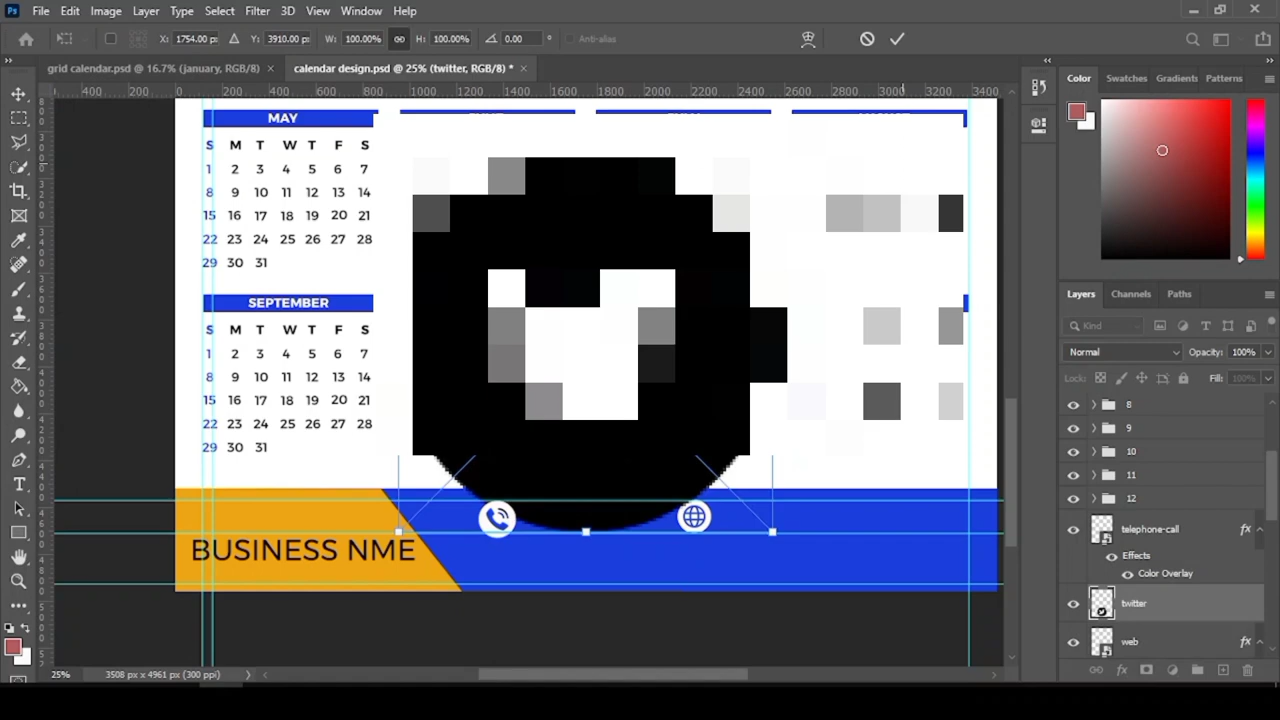 Ps File Edit Image Layer Type Select Filter 3D View Window Help
X: 1754.00 px Y: 3910.00 px W: 100.00% H: 100.00% 0.00 ° Anti-alias
grid calendar.psd @ 16.7% (january, RGB/8) × calendar design.psd @ 25% (twitter, RGB/8) * ×
400 200 0 200 400 600 800 1000 1200 1400 1600 1800 2000 2200 2400 2600 2800 3000 3200 3400
MAY
S M T W T F S
1 2 3 4 5 6 7
8 9 10 11 12 13 14
15 16 17 18 19 20 21
22 23 24 25 26 27 28
29 30 31
SEPTEMBER
S M T W T F S
1 2 3 4 5 6 7
8 9 10 11 12 13 14
15 16 17 18 19 20 21
22 23 24 25 26 27 28
29 30 31
BUSINESS NME
25% 3508 px x 4961 px (300 ppi)
Color Swatches Gradients Patterns
Layers Channels Paths
Kind
Normal Opacity: 100%
Lock: Fill: 100%
8
9
10
11
12
telephone-call fx
Effects
Color Overlay
twitter
web fx
fx